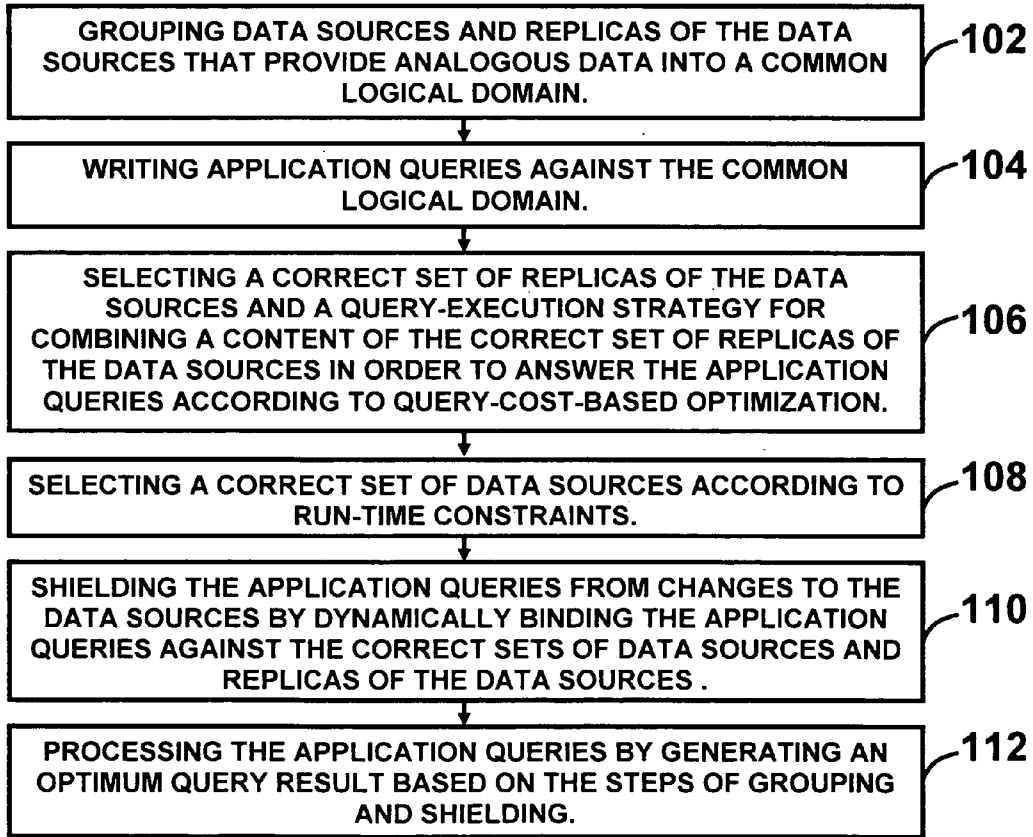 GROUPING DATA SOURCES AND REPLICAS OF THE DATA
SOURCES THAT PROVIDE ANALOGOUS DATA INTO A COMMON
LOGICAL DOMAIN.
102
WRITING APPLICATION QUERIES AGAINST THE COMMON
LOGICAL DOMAIN.
104
SELECTING A CORRECT SET OF REPLICAS OF THE DATA
SOURCES AND A QUERY-EXECUTION STRATEGY FOR
COMBINING A CONTENT OF THE CORRECT SET OF REPLICAS OF
THE DATA SOURCES IN ORDER TO ANSWER THE APPLICATION
QUERIES ACCORDING TO QUERY-COST-BASED OPTIMIZATION.
106
SELECTING A CORRECT SET OF DATA SOURCES ACCORDING TO
RUN-TIME CONSTRAINTS.
108
SHIELDING THE APPLICATION QUERIES FROM CHANGES TO THE
DATA SOURCES BY DYNAMICALLY BINDING THE APPLICATION
QUERIES AGAINST THE CORRECT SETS OF DATA SOURCES AND
REPLICAS OF THE DATA SOURCES .
110
PROCESSING THE APPLICATION QUERIES BY GENERATING AN
OPTIMUM QUERY RESULT BASED ON THE STEPS OF GROUPING
AND SHIELDING.
112